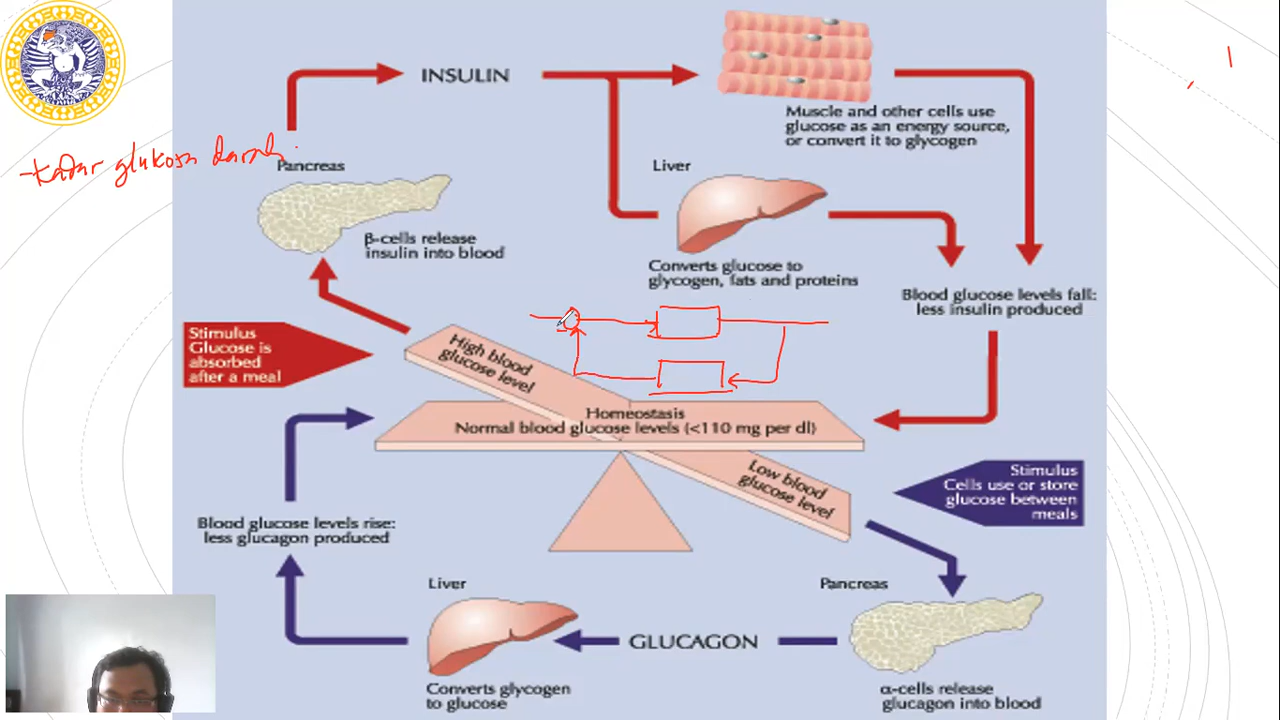 INSULIN
Muscle and other cells use
glucose as an energy source,
or convert it to glycogen
-kadar glukosa darah
Pancreas
Liver
β-cells release
insulin into blood
Converts glucose to
glycogen, fats and proteins
Blood glucose levels fall:
less insulin produced
Stimulus
Glucose is
absorbed
after a meal
High blood
glucose level
Homeostasis
Normal blood glucose levels (<110 mg per dl)
Low blood
glucose level
Stimulus
Cells use or store
glucose between
meals
Blood glucose levels rise:
less glucagon produced
Liver
Pancreas
GLUCAGON
Converts glycogen
to glucose
α-cells release
glucagon into blood